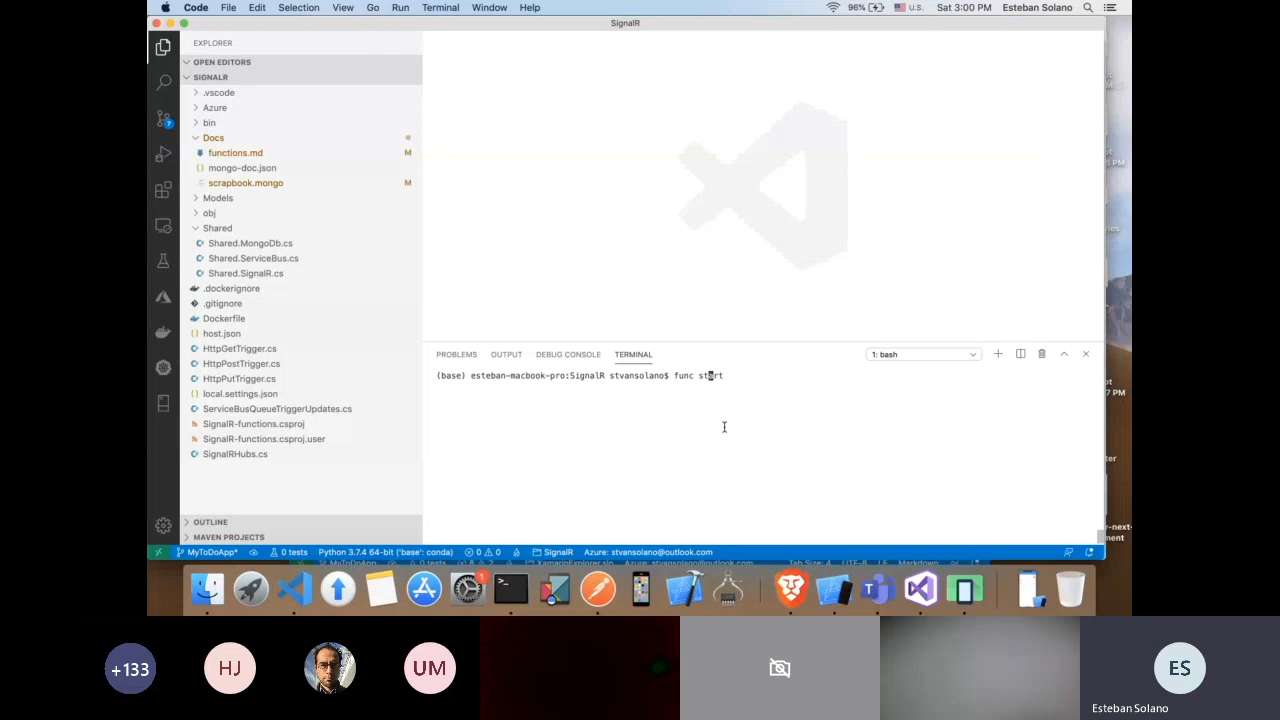 Code File Edit Selection View Go Run Terminal Window Help 96% U.S. Sat 3:00 PM Esteban Solano
SignalR
EXPLORER
OPEN EDITORS
SIGNALR
.vscode
Azure
bin
Docs
functions.md M
mongo-doc.json
scrapbook.mongo M
Models
obj
Shared
Shared.MongoDb.cs
Shared.ServiceBus.cs
Shared.SignalR.cs
.dockerignore
.gitignore
Dockerfile
host.json
HttpGetTrigger.cs
HttpPostTrigger.cs
HttpPutTrigger.cs
local.settings.json
ServiceBusQueueTriggerUpdates.cs
SignalR-functions.csproj
SignalR-functions.csproj.user
SignalRHubs.cs
OUTLINE
MAVEN PROJECTS
7
PROBLEMS OUTPUT DEBUG CONSOLE TERMINAL 1: bash
(base) esteban-macbook-pro:SignalR stvansolano$ func start
MyToDoApp* 0 tests Python 3.7.4 64-bit ('base': conda) 0 0 SignalR Azure: stvansolano@outlook.com
1
+133 HJ UM ES
Esteban Solano